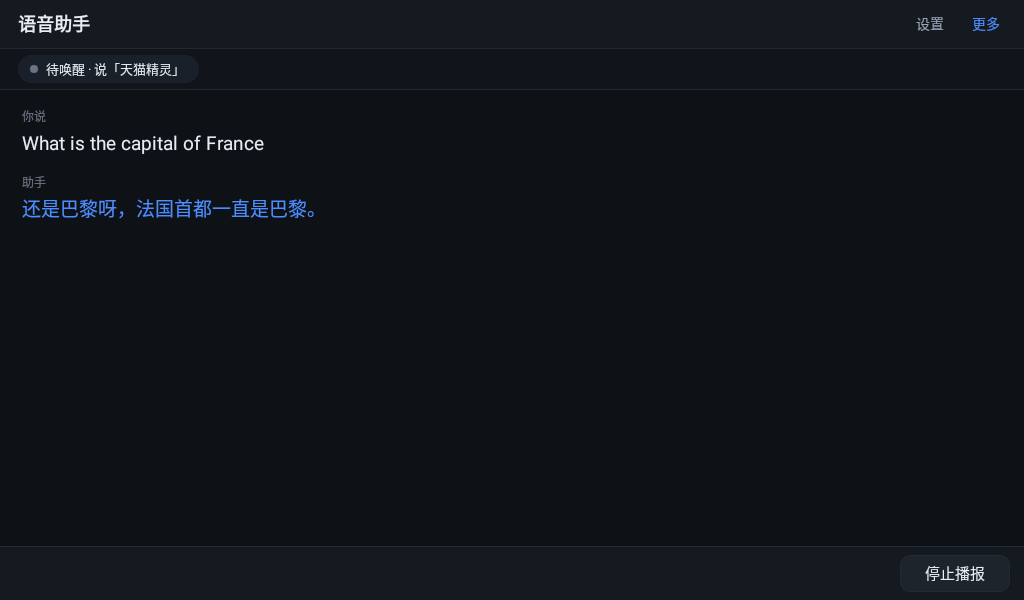 语音助手
设置
更多
待唤醒 · 说「天猫精灵」
你说
What is the capital of France
助手
还是巴黎呀，法国首都一直是巴黎。
停止播报